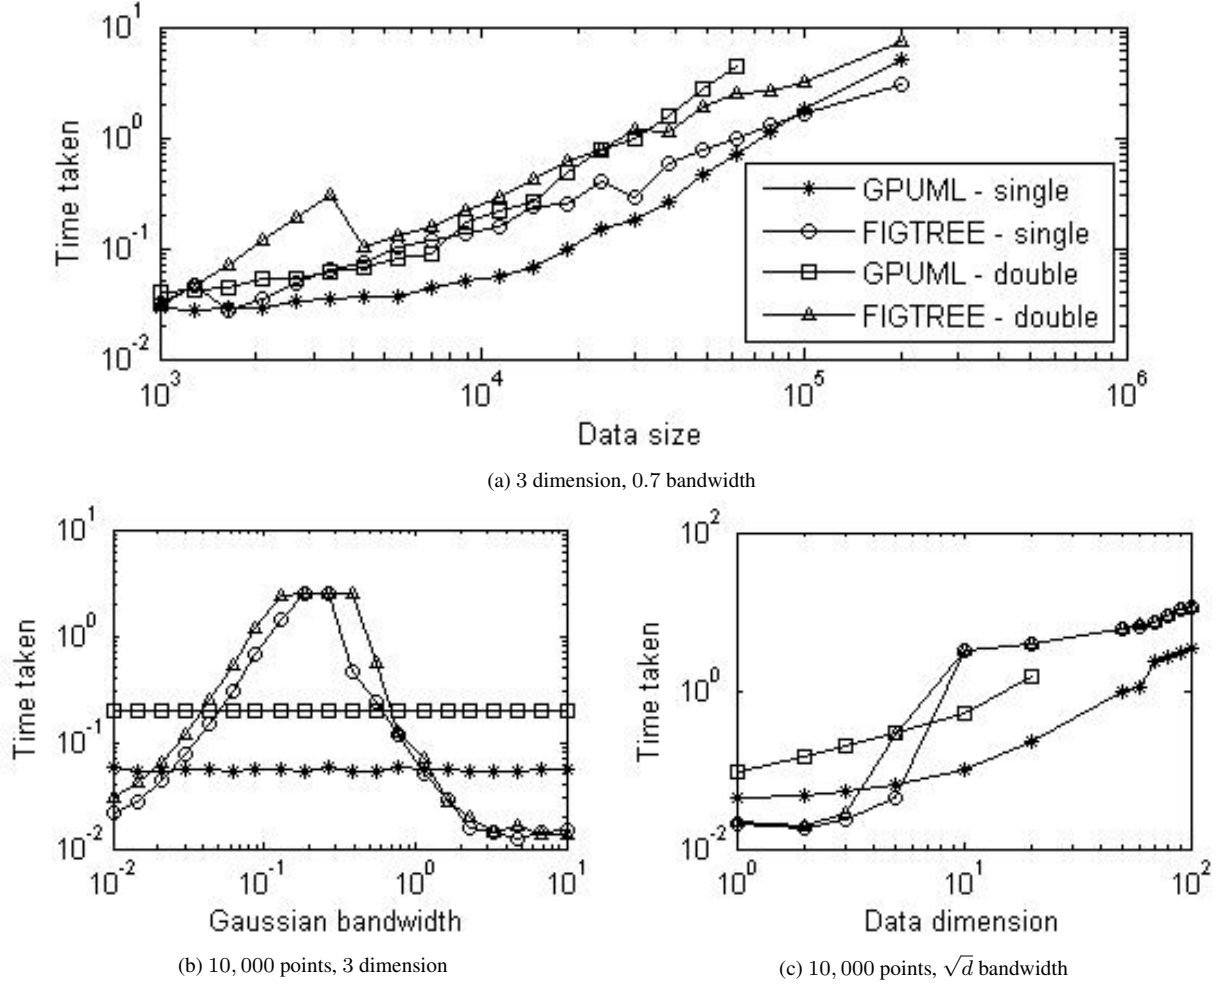 10^1
10^0
10^-1
10^-2
Time taken
GPUML - single
FIGTREE - single
GPUML - double
FIGTREE - double
10^3 10^4 10^5 10^6
Data size
(a) 3 dimension, 0.7 bandwidth
10^1
10^0
10^-1
10^-2
Time taken
10^-2 10^-1 10^0 10^1
Gaussian bandwidth
(b) 10, 000 points, 3 dimension
10^2
10^0
10^-2
Time taken
10^0 10^1 10^2
Data dimension
(c) 10, 000 points, √d bandwidth